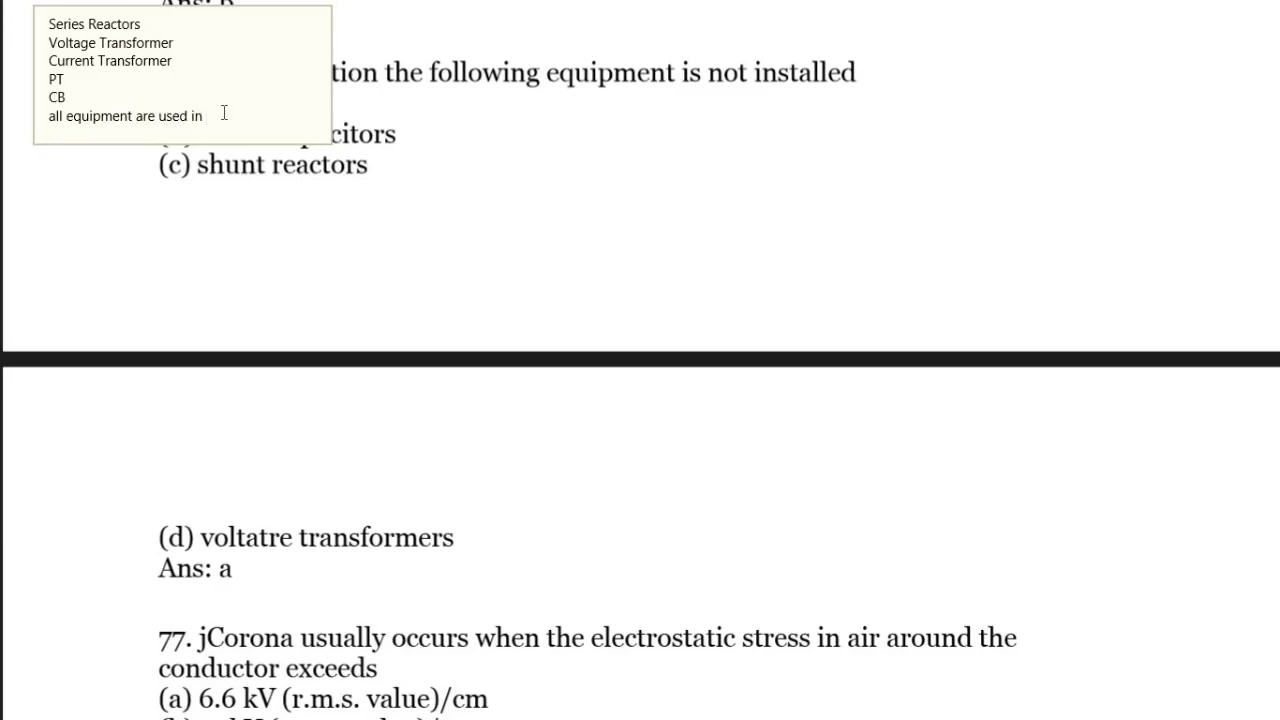 Series Reactors
Voltage Transformer
Current Transformer
PT
CB
all equipment are used in
tion the following equipment is not installed
citors
(c) shunt reactors
(d) voltatre transformers
Ans: a
77. jCorona usually occurs when the electrostatic stress in air around the
conductor exceeds
(a) 6.6 kV (r.m.s. value)/cm